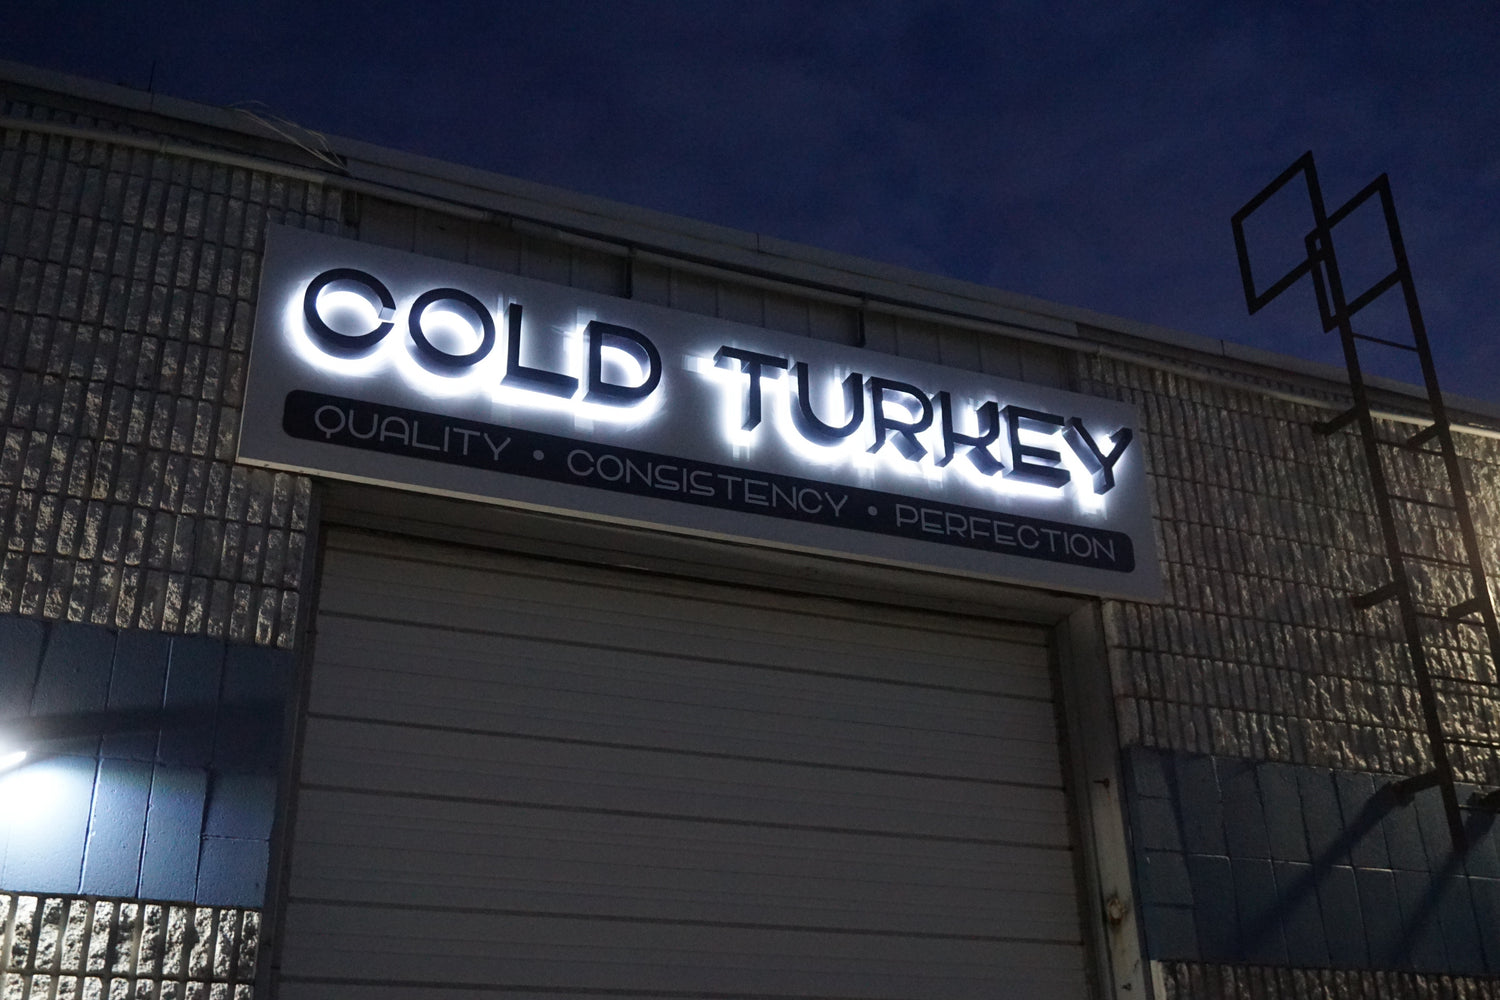 COLD TURKEY
QUALITY • CONSISTENCY • PERFECTION